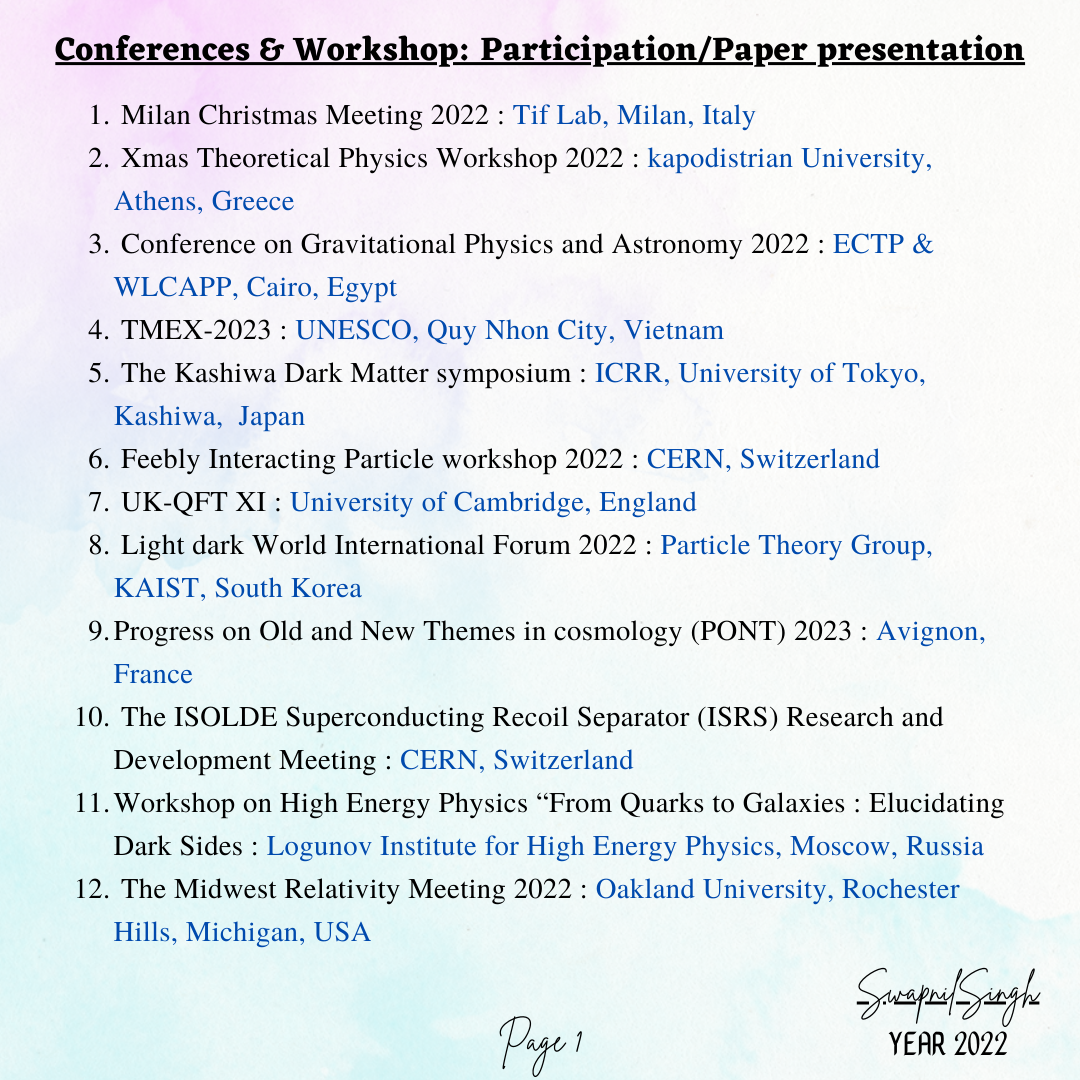 Conferences & Workshop: Participation/Paper presentation
1. Milan Christmas Meeting 2022 : Tif Lab, Milan, Italy
2. Xmas Theoretical Physics Workshop 2022 : kapodistrian University,
Athens, Greece
3. Conference on Gravitational Physics and Astronomy 2022 : ECTP &
WLCAPP, Cairo, Egypt
4. TMEX-2023 : UNESCO, Quy Nhon City, Vietnam
5. The Kashiwa Dark Matter symposium : ICRR, University of Tokyo,
Kashiwa, Japan
6. Feebly Interacting Particle workshop 2022 : CERN, Switzerland
7. UK-QFT XI : University of Cambridge, England
8. Light dark World International Forum 2022 : Particle Theory Group,
KAIST, South Korea
9. Progress on Old and New Themes in cosmology (PONT) 2023 : Avignon,
France
10. The ISOLDE Superconducting Recoil Separator (ISRS) Research and
Development Meeting : CERN, Switzerland
11. Workshop on High Energy Physics “From Quarks to Galaxies : Elucidating
Dark Sides : Logunov Institute for High Energy Physics, Moscow, Russia
12. The Midwest Relativity Meeting 2022 : Oakland University, Rochester
Hills, Michigan, USA
Swapnil Singh
YEAR 2022
Page 1